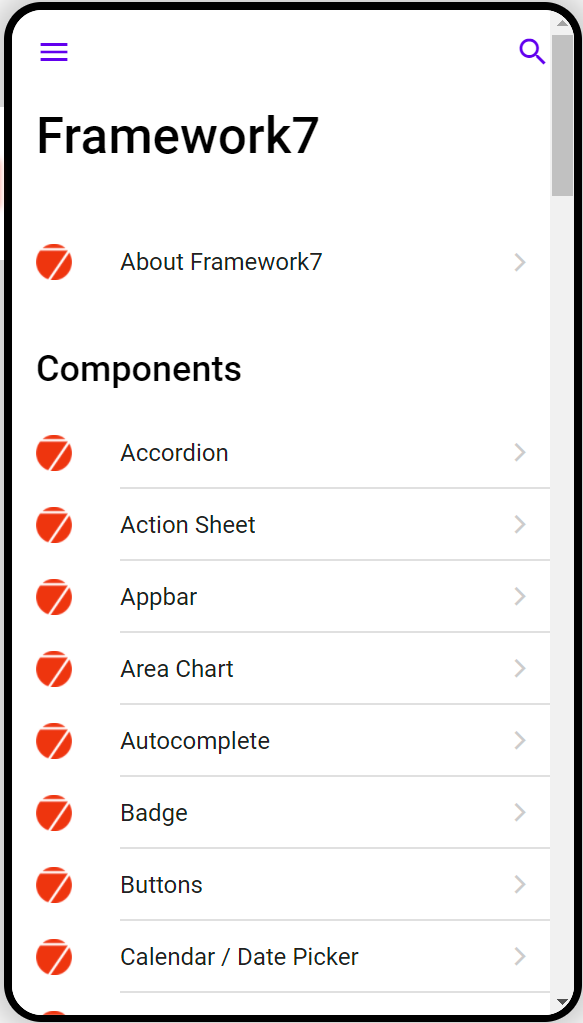 Framework7
About Framework7
Components
Accordion
Action Sheet
Appbar
Area Chart
Autocomplete
Badge
Buttons
Calendar / Date Picker